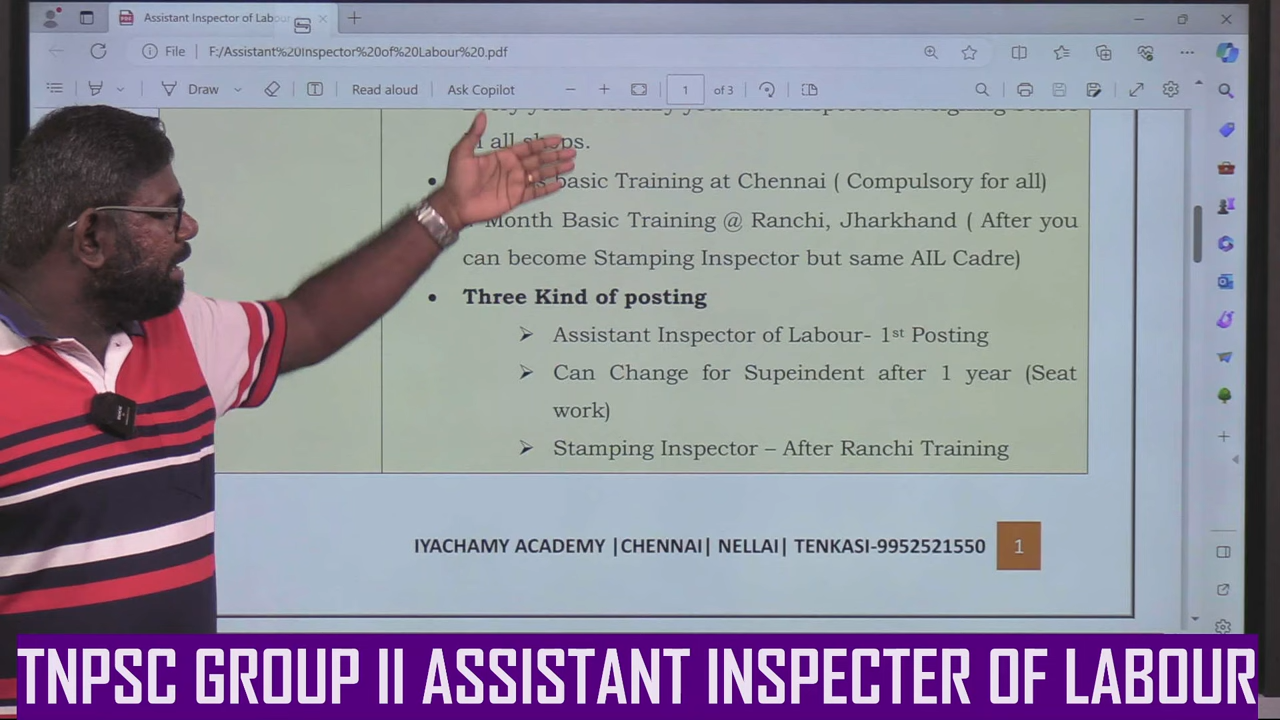 Assistant Inspector of Labou
File
F:/Assistant%20Inspector%20of%20Labour%20.pdf
Draw
Read aloud
Ask Copilot
1 of 3
all shops.
basic Training at Chennai ( Compulsory for all)
Month Basic Training @ Ranchi, Jharkhand ( After you
can become Stamping Inspector but same AIL Cadre)
• Three Kind of posting
➢ Assistant Inspector of Labour- 1st Posting
➢ Can Change for Supeindent after 1 year (Seat
work)
➢ Stamping Inspector – After Ranchi Training
IYACHAMY ACADEMY |CHENNAI| NELLAI| TENKASI-9952521550 1
TNPSC GROUP II ASSISTANT INSPECTER OF LABOUR